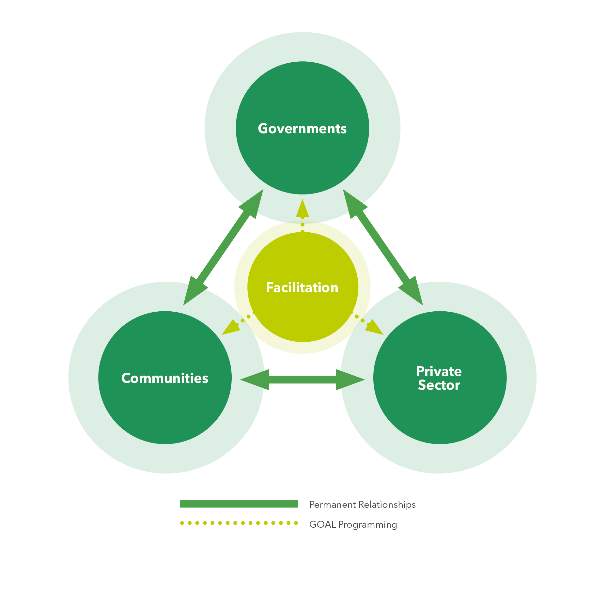 Governments
Facilitation
Communities
Private
Sector
Permanent Relationships
GOAL Programming